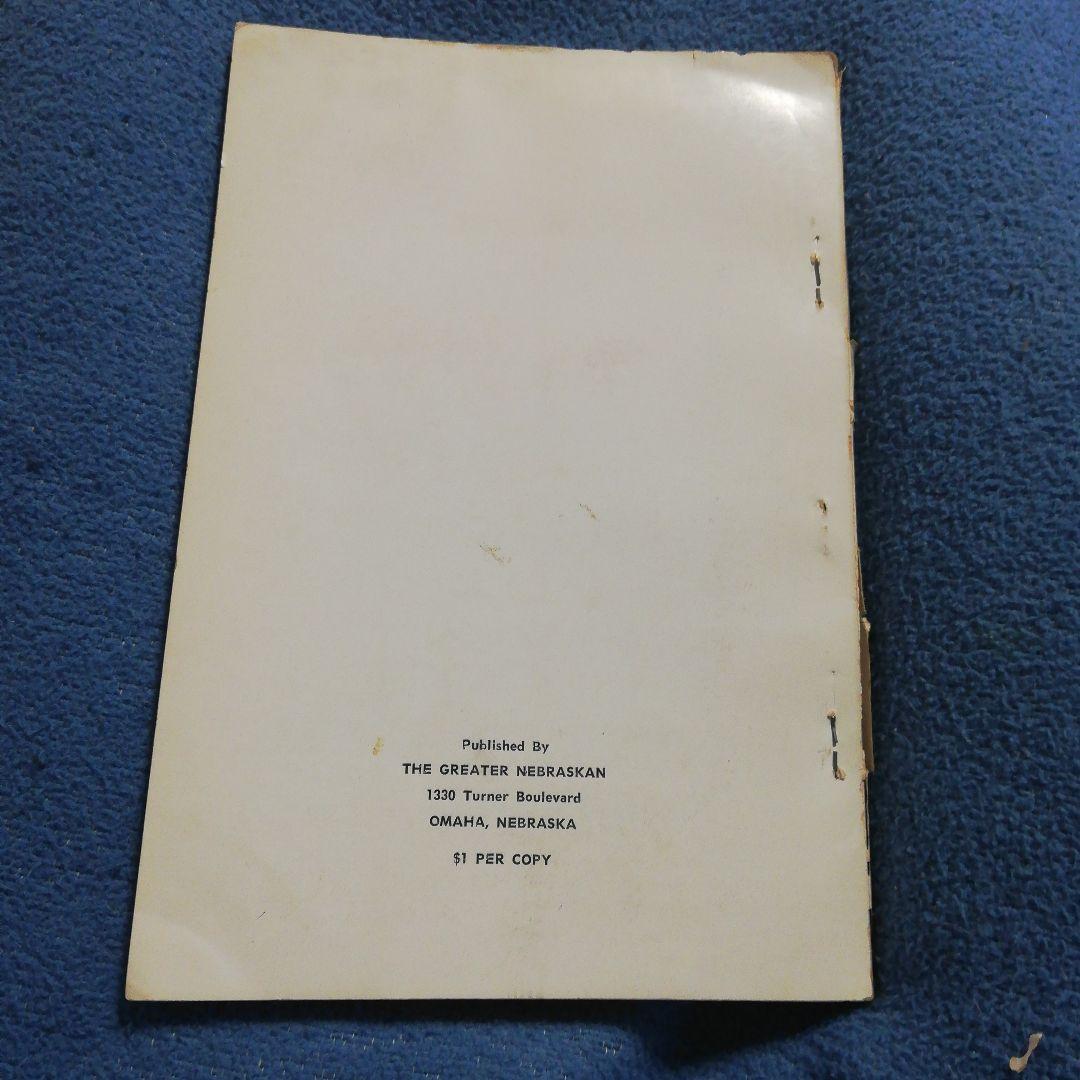 Published By
THE GREATER NEBRASKAN
1330 Turner Boulevard
OMAHA, NEBRASKA
$1 PER COPY